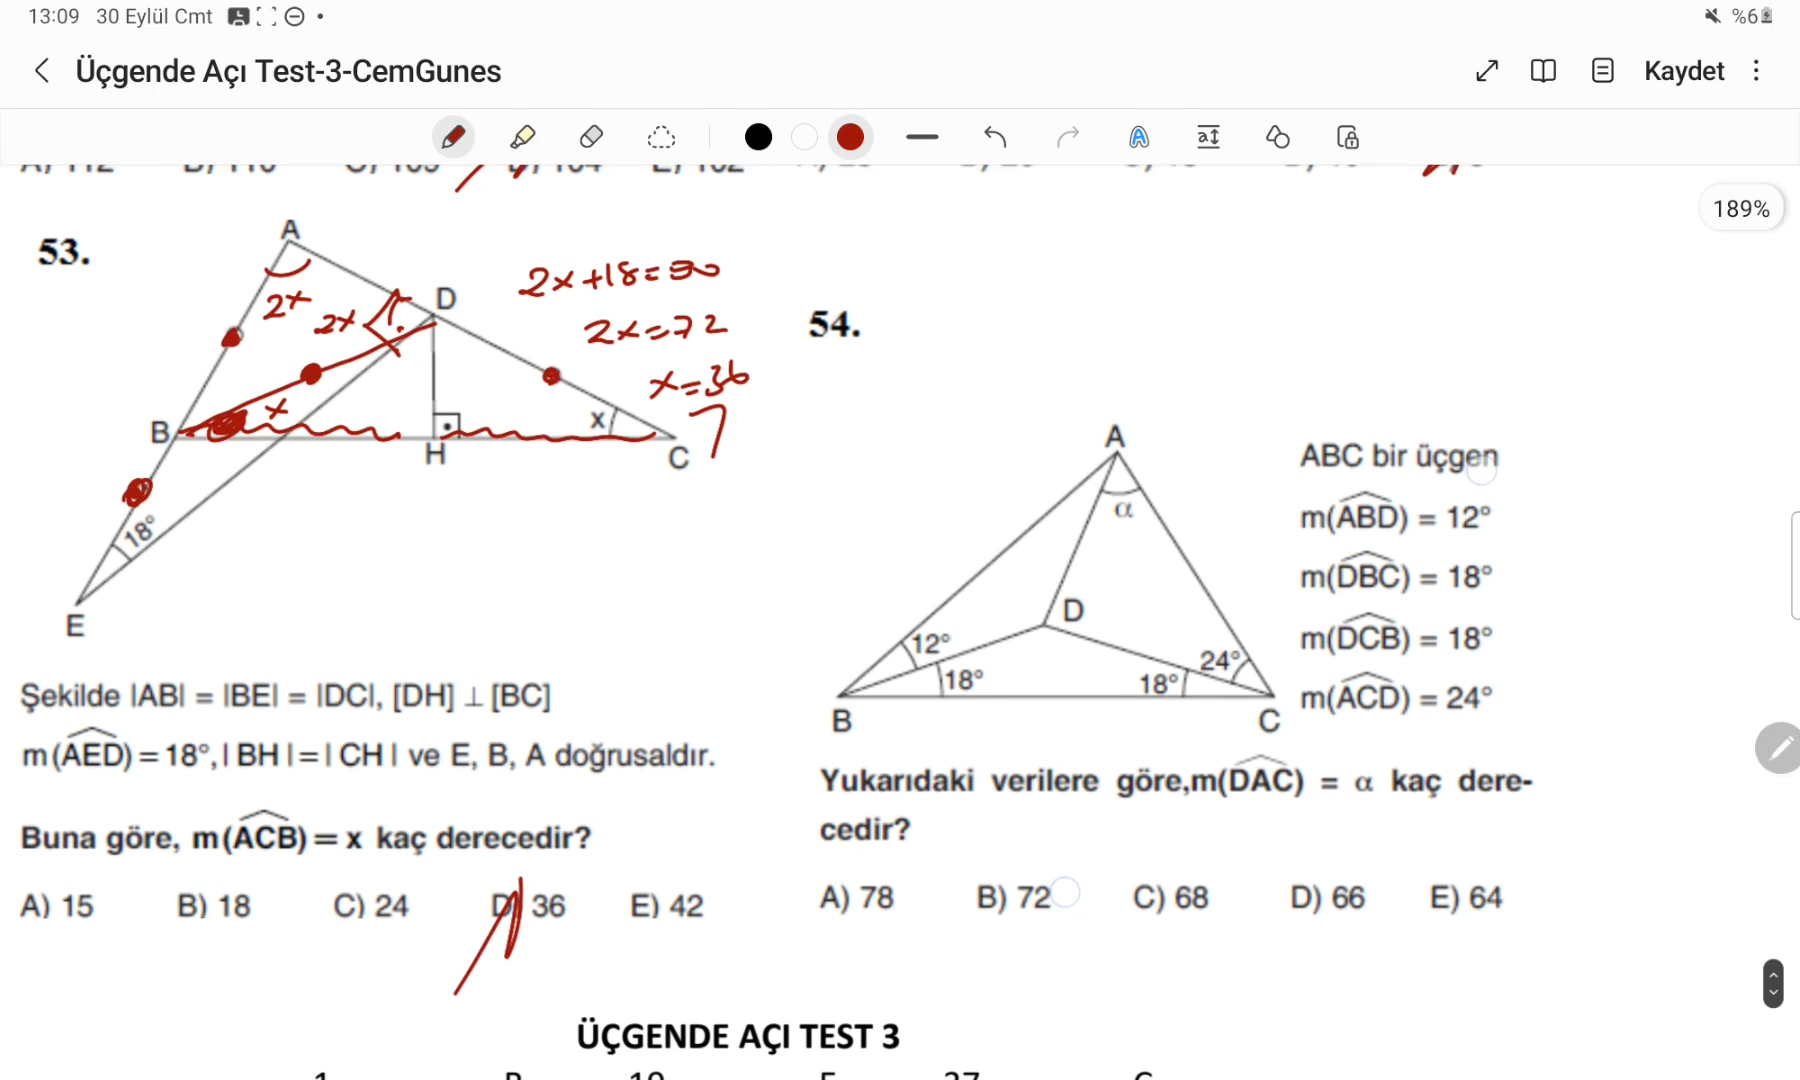 13:09 30 Eylül Cmt
%6
Üçgende Açı Test-3-CemGunes
Kaydet
189%
53.
A
2x
2x
D
2x+18=90
2x=72
x=36
B
x
H
x
C
18°
E
Şekilde |AB| = |BE| = |DC|, [DH] ⊥ [BC]
m(AED) = 18°, | BH | = | CH | ve E, B, A doğrusaldır.
Buna göre, m(ACB) = x kaç derecedir?
A) 15 B) 18 C) 24 D) 36 E) 42
54.
A
α
D
12°
18°
24°
18°
B
C
ABC bir üçgen
m(ABD) = 12°
m(DBC) = 18°
m(DCB) = 18°
m(ACD) = 24°
Yukarıdaki verilere göre,m(DAC) = α kaç dere-
cedir?
A) 78 B) 72 C) 68 D) 66 E) 64
ÜÇGENDE AÇI TEST 3